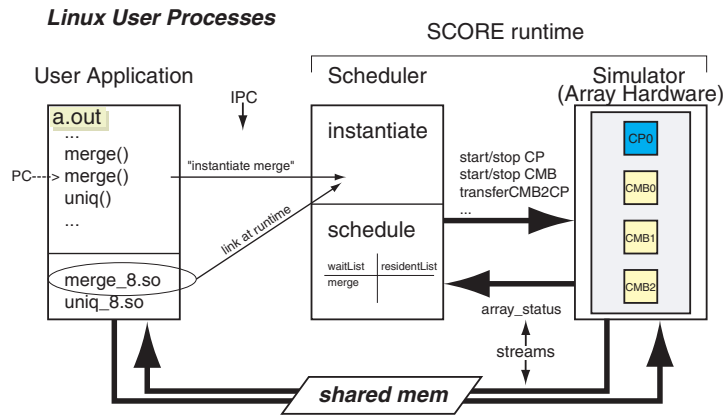 Linux User Processes
SCORE runtime
User Application
IPC
Scheduler
Simulator
(Array Hardware)
a.out
...
merge()
PC
merge()
uniq()
...
merge_8.so
uniq_8.so
"instantiate merge"
link at runtime
instantiate
schedule
waitList
residentList
merge
start/stop CP
start/stop CMB
transferCMB2CP
...
array_status
streams
CP0
CMB0
CMB1
CMB2
shared mem